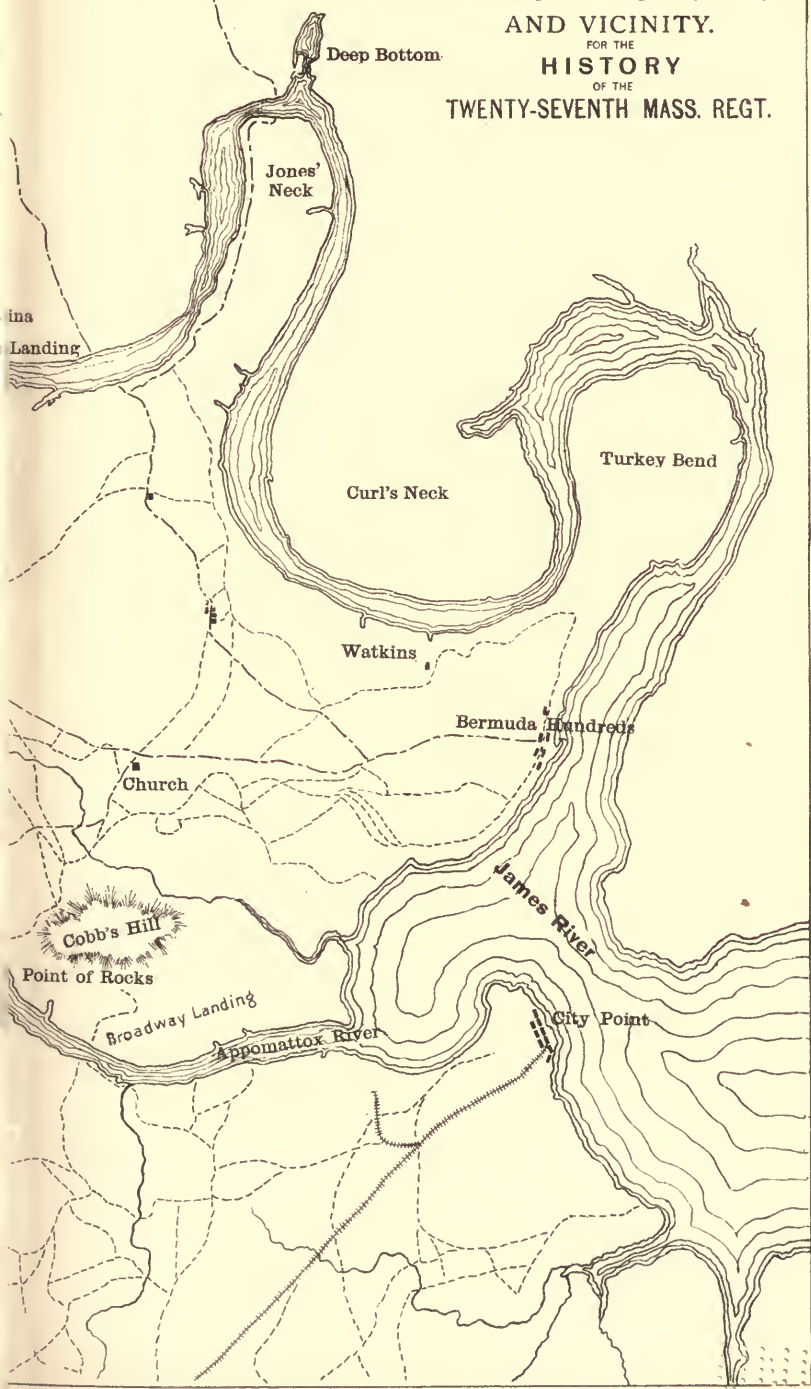 AND VICINITY.
FOR THE
HISTORY
OF THE
TWENTY-SEVENTH MASS. REGT.
Deep Bottom
Jones'
Neck
ina
Landing
Turkey Bend
Curl's Neck
Watkins
Bermuda Hundreds
Church
James River
Cobb's Hill
Point of Rocks
Broadway Landing
City Point
Appomattox River